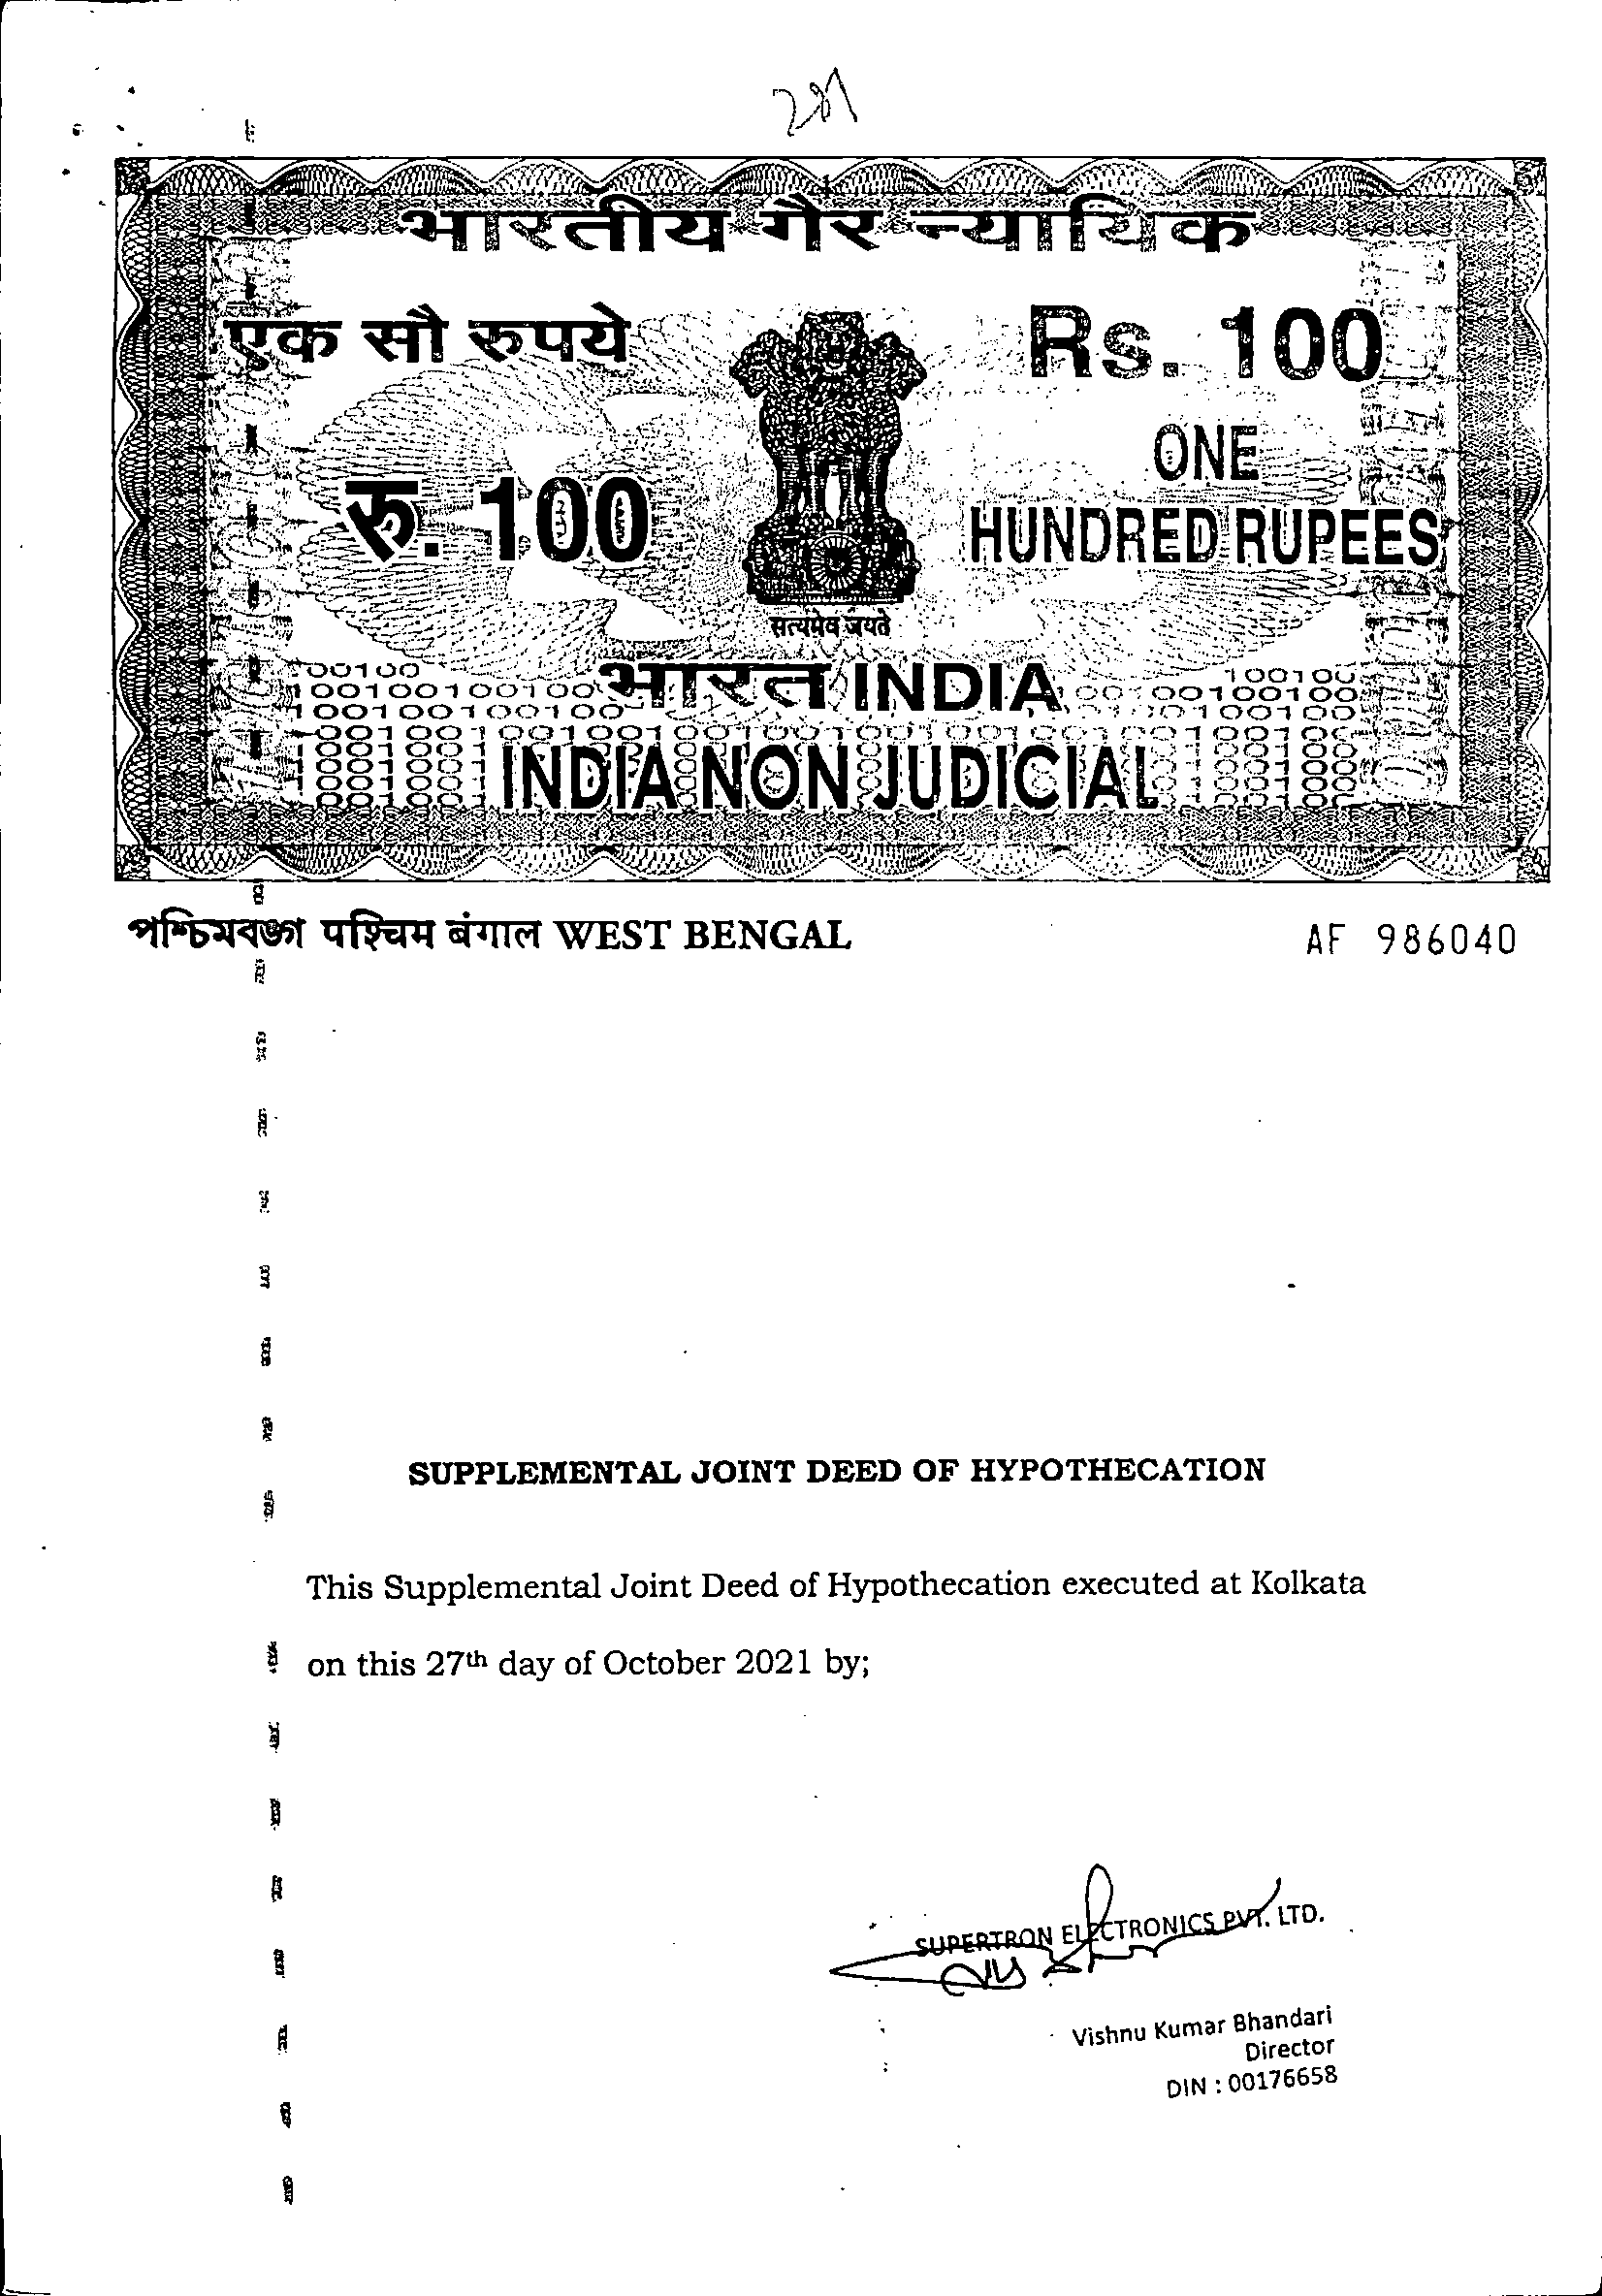 281
भारतीय गैर न्यायिक
एक सौ रुपये
Rs. 100
रु. 100
ONE
HUNDRED RUPEES
सत्यमेव जयते
भारत INDIA
INDIA NON JUDICIAL
পশ্চিমবঙ্গ पश्चिम बंगाल WEST BENGAL
AF 986040
SUPPLEMENTAL JOINT DEED OF HYPOTHECATION
This Supplemental Joint Deed of Hypothecation executed at Kolkata
on this 27th day of October 2021 by;
SUPERTRON ELECTRONICS PVT. LTD.
Vishnu Kumar Bhandari
Director
DIN : 00176658